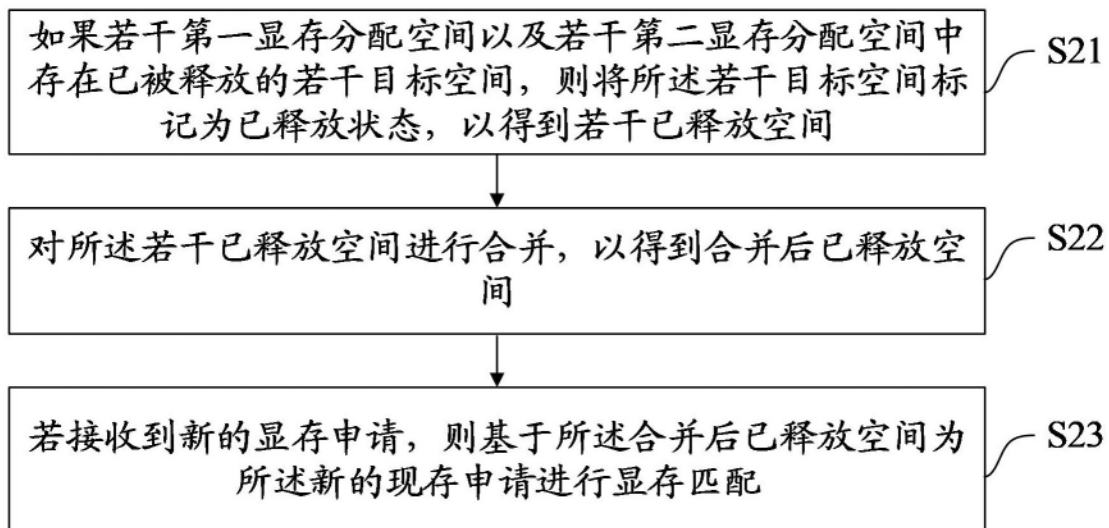 如果若干第一显存分配空间以及若干第二显存分配空间中
存在已被释放的若干目标空间，则将所述若干目标空间标
记为已释放状态，以得到若干已释放空间
S21
对所述若干已释放空间进行合并，以得到合并后已释放空
间
S22
若接收到新的显存申请，则基于所述合并后已释放空间为
所述新的现存申请进行显存匹配
S23